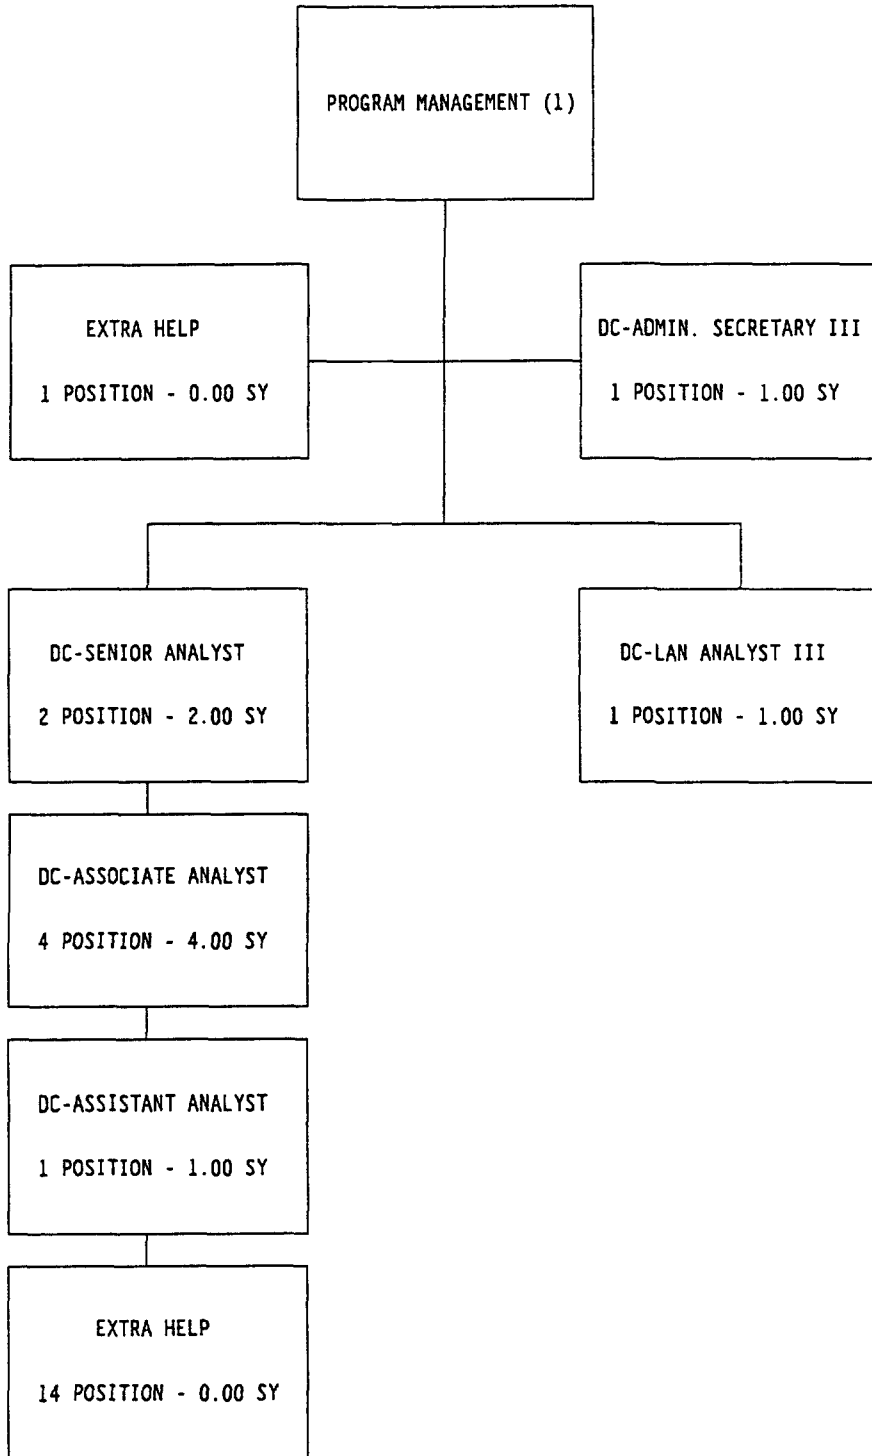 PROGRAM MANAGEMENT (1)
EXTRA HELP
1 POSITION - 0.00 SY
DC-ADMIN. SECRETARY III
1 POSITION - 1.00 SY
DC-SENIOR ANALYST
2 POSITION - 2.00 SY
DC-LAN ANALYST III
1 POSITION - 1.00 SY
DC-ASSOCIATE ANALYST
4 POSITION - 4.00 SY
DC-ASSISTANT ANALYST
1 POSITION - 1.00 SY
EXTRA HELP
14 POSITION - 0.00 SY